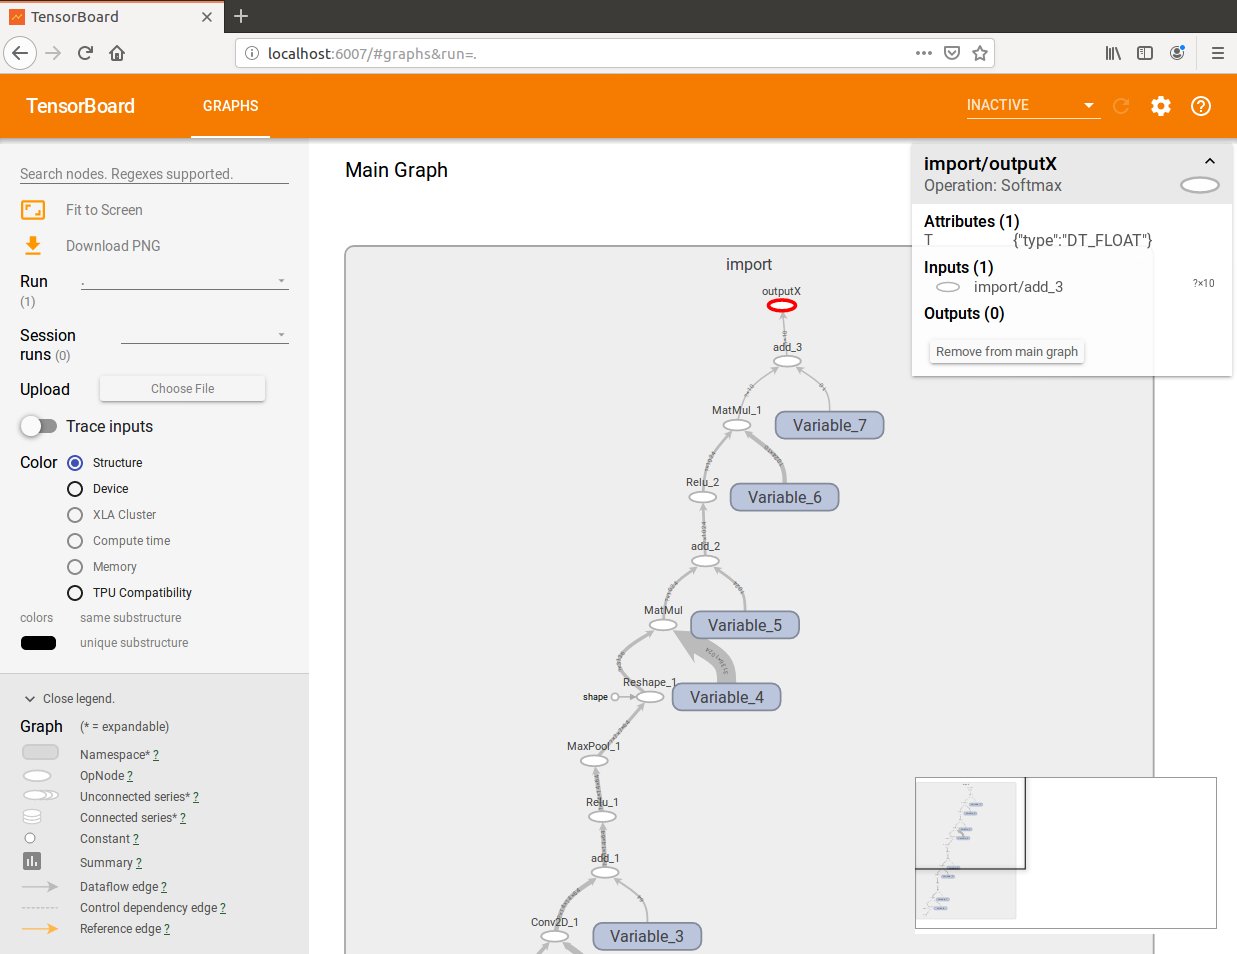 TensorBoard
localhost:6007/#graphs&run=.
TensorBoard
GRAPHS
INACTIVE
Search nodes. Regexes supported.
Fit to Screen
Download PNG
Run
(1)
.
Session
runs (0)
Upload
Choose File
Trace inputs
Color
Structure
Device
XLA Cluster
Compute time
Memory
TPU Compatibility
colors
same substructure
unique substructure
Close legend.
Graph
(* = expandable)
Namespace* ?
OpNode ?
Unconnected series* ?
Connected series* ?
Constant ?
Summary ?
Dataflow edge ?
Control dependency edge ?
Reference edge ?
Main Graph
import
outputX
add_3
MatMul_1
Variable_7
Relu_2
Variable_6
add_2
MatMul
Variable_5
Reshape_1
shape
Variable_4
3136×1024
MaxPool_1
Relu_1
add_1
Conv2D_1
Variable_3
import/outputX
Operation: Softmax
Attributes (1)
T
{"type":"DT_FLOAT"}
Inputs (1)
import/add_3
?×10
Outputs (0)
Remove from main graph